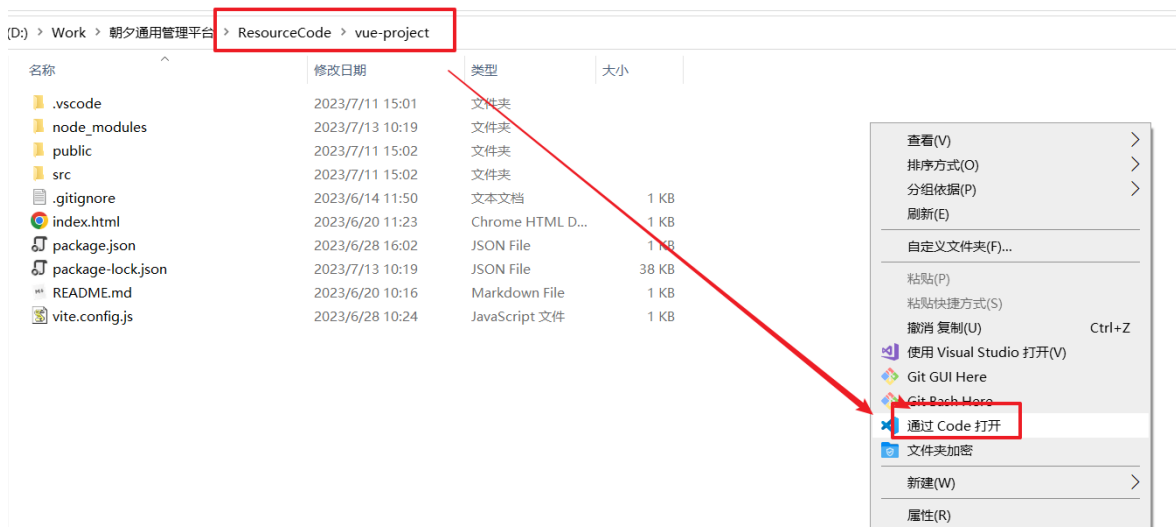 (D:) > Work > 朝夕通用管理平台 > ResourceCode > vue-project
名称 修改日期 类型 大小
.vscode 2023/7/11 15:01 文件夹
node_modules 2023/7/13 10:19 文件夹
public 2023/7/11 15:02 文件夹
src 2023/7/11 15:02 文件夹
.gitignore 2023/6/14 11:50 文本文档 1 KB
index.html 2023/6/20 11:23 Chrome HTML D... 1 KB
package.json 2023/6/28 16:02 JSON File 1 KB
package-lock.json 2023/7/13 10:19 JSON File 38 KB
README.md 2023/6/20 10:16 Markdown File 1 KB
vite.config.js 2023/6/28 10:24 JavaScript 文件 1 KB
查看(V)
排序方式(O)
分组依据(P)
刷新(E)
自定义文件夹(F)...
粘贴(P)
粘贴快捷方式(S)
撤消 复制(U) Ctrl+Z
使用 Visual Studio 打开(V)
Git GUI Here
Git Bash Here
通过 Code 打开
文件夹加密
新建(W)
属性(R)